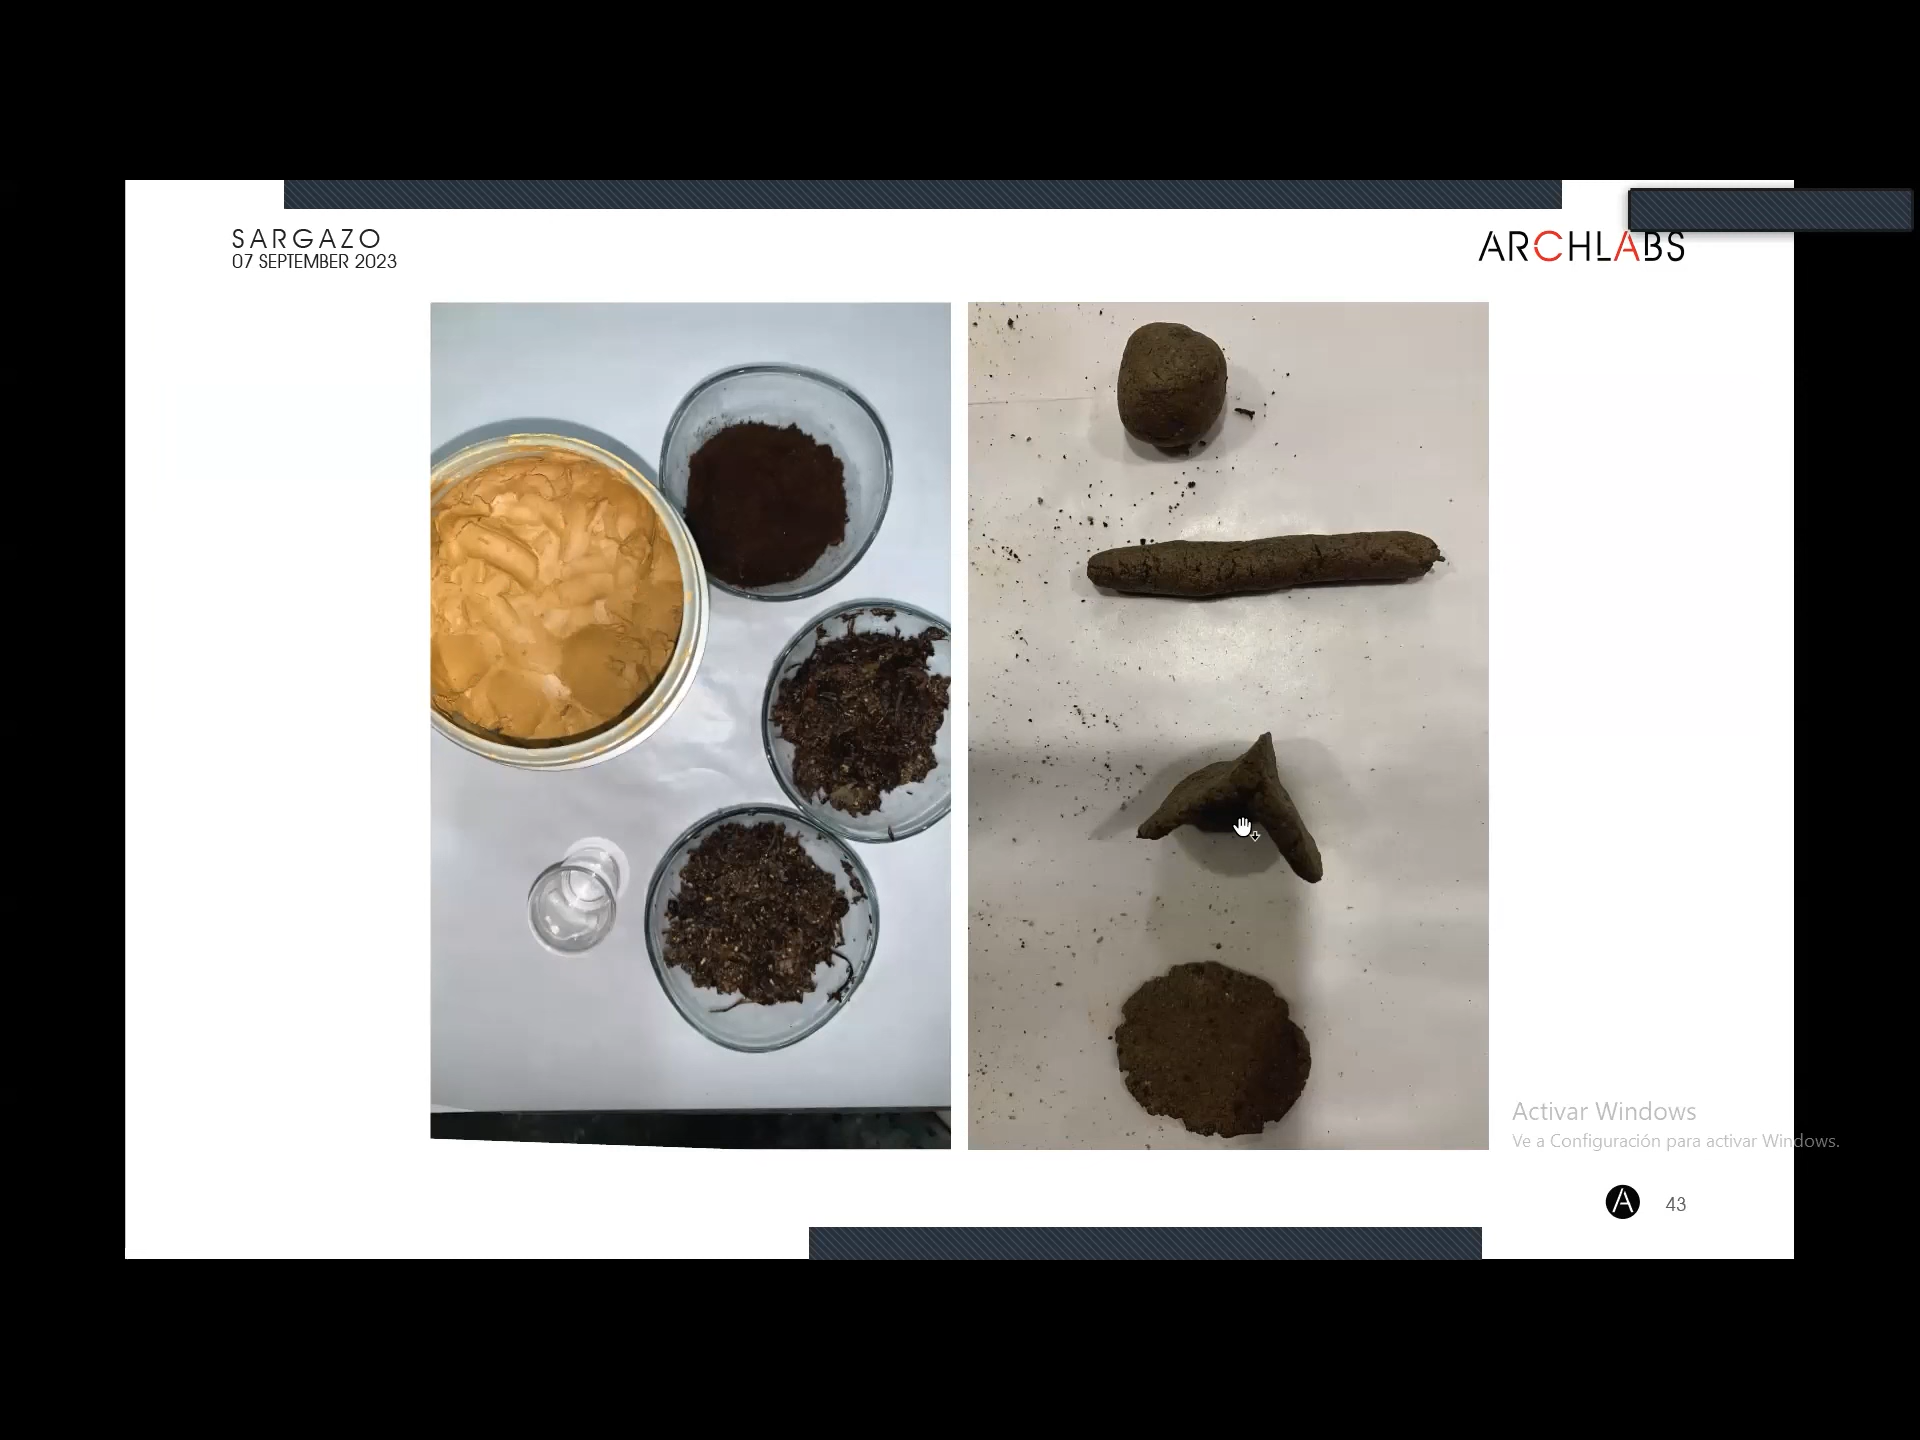 SARGAZO
07 SEPTEMBER 2023
ARCHLABS
Activar Windows
Ve a Configuración para activar Windows.
A 43